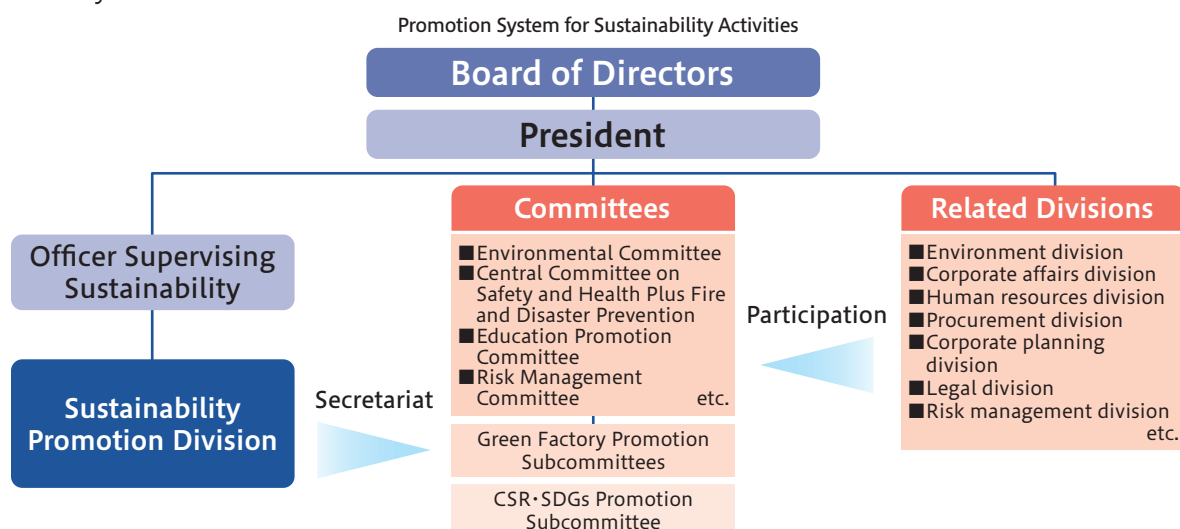 Promotion System for Sustainability Activities
Board of Directors
President
Officer Supervising
Sustainability
Sustainability
Promotion Division
Secretariat
Committees
■Environmental Committee
■Central Committee on
Safety and Health Plus Fire
and Disaster Prevention
■Education Promotion
Committee
■Risk Management
Committee etc.
Green Factory Promotion
Subcommittees
CSR・SDGs Promotion
Subcommittee
Participation
Related Divisions
■Environment division
■Corporate affairs division
■Human resources division
■Procurement division
■Corporate planning
division
■Legal division
■Risk management division
etc.